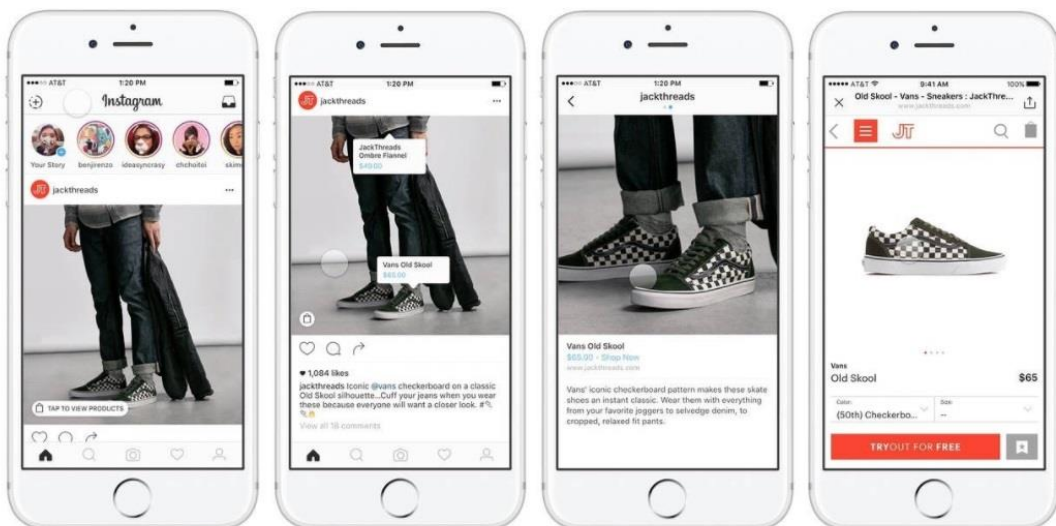 AT&T 1:20 PM
Instagram
Your Story benjirenzo ideasyncrasy chchoitoi skim
JT jackthreads ...
TAP TO VIEW PRODUCTS
AT&T 1:20 PM
JT jackthreads ...
JackThreads
Ombre Flannel
$49.00
Vans Old Skool
$65.00
1,084 likes
jackthreads Iconic @vans checkerboard on a classic
Old Skool silhouette...Cuff your jeans when you wear
these because everyone will want a closer look. #
View all 18 comments
AT&T 1:20 PM
jackthreads
Vans Old Skool
$65.00 - Shop Now
www.jackthreads.com
Vans' iconic checkerboard pattern makes these skate
shoes an instant classic. Wear them with everything
from your favorite joggers to selvedge denim, to
cropped, relaxed fit pants.
AT&T 9:41 AM 100%
Old Skool - Vans - Sneakers : JackThre...
www.jackthreads.com
JT
Vans
Old Skool $65
Color: Size:
(50th) Checkerbo... --
TRYOUT FOR FREE